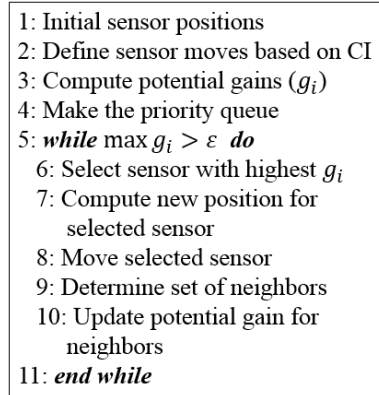 1: Initial sensor positions
2: Define sensor moves based on CI
3: Compute potential gains (gᵢ)
4: Make the priority queue
5: while max gᵢ > ε do
6: Select sensor with highest gᵢ
7: Compute new position for
selected sensor
8: Move selected sensor
9: Determine set of neighbors
10: Update potential gain for
neighbors
11: end while